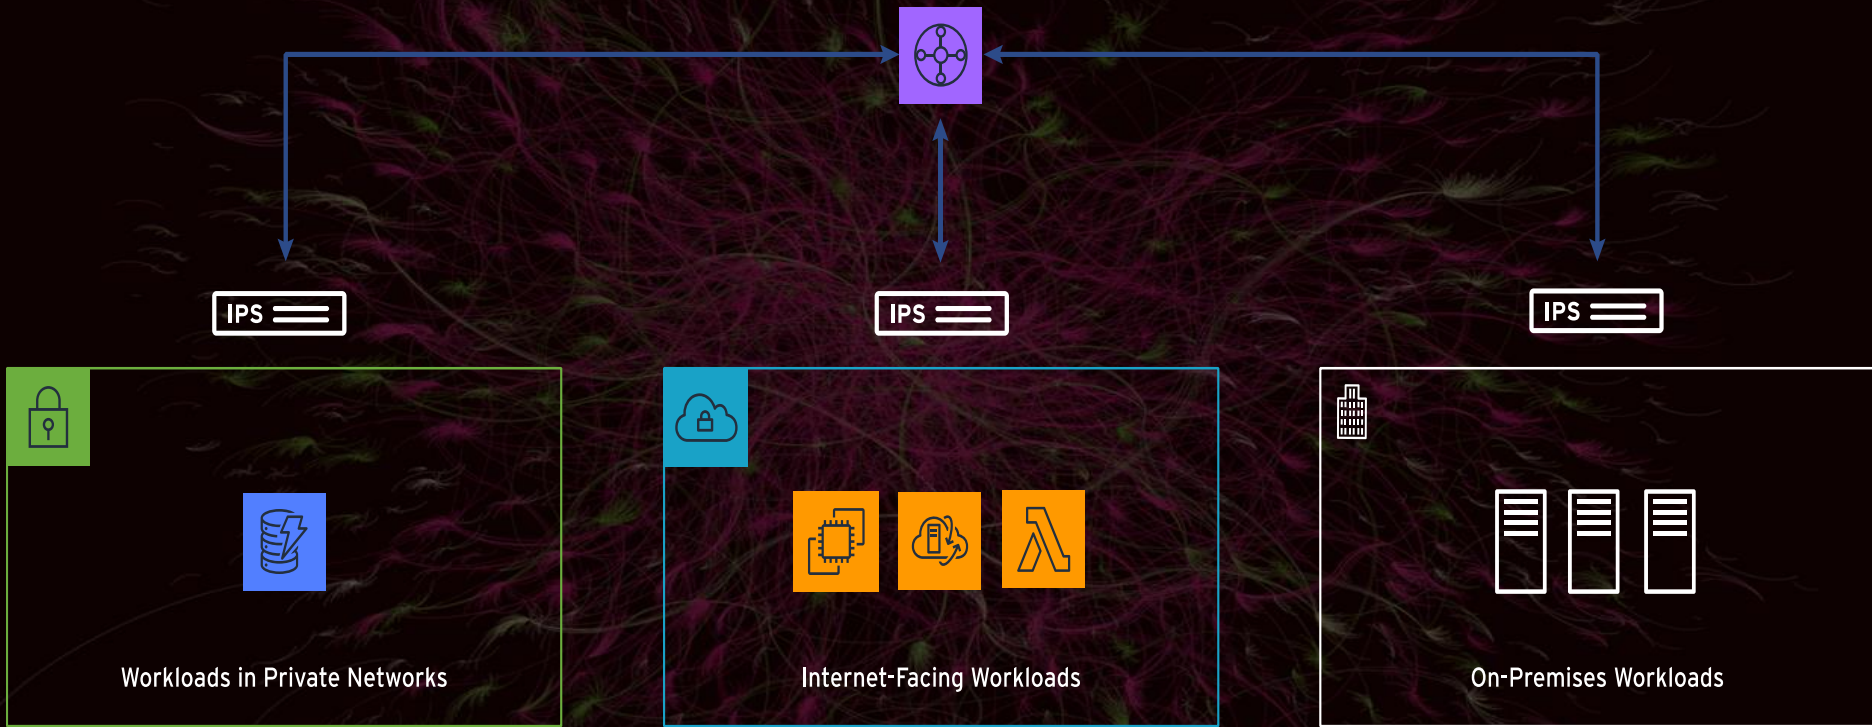 IPS
IPS
IPS
Workloads in Private Networks
Internet-Facing Workloads
On-Premises Workloads